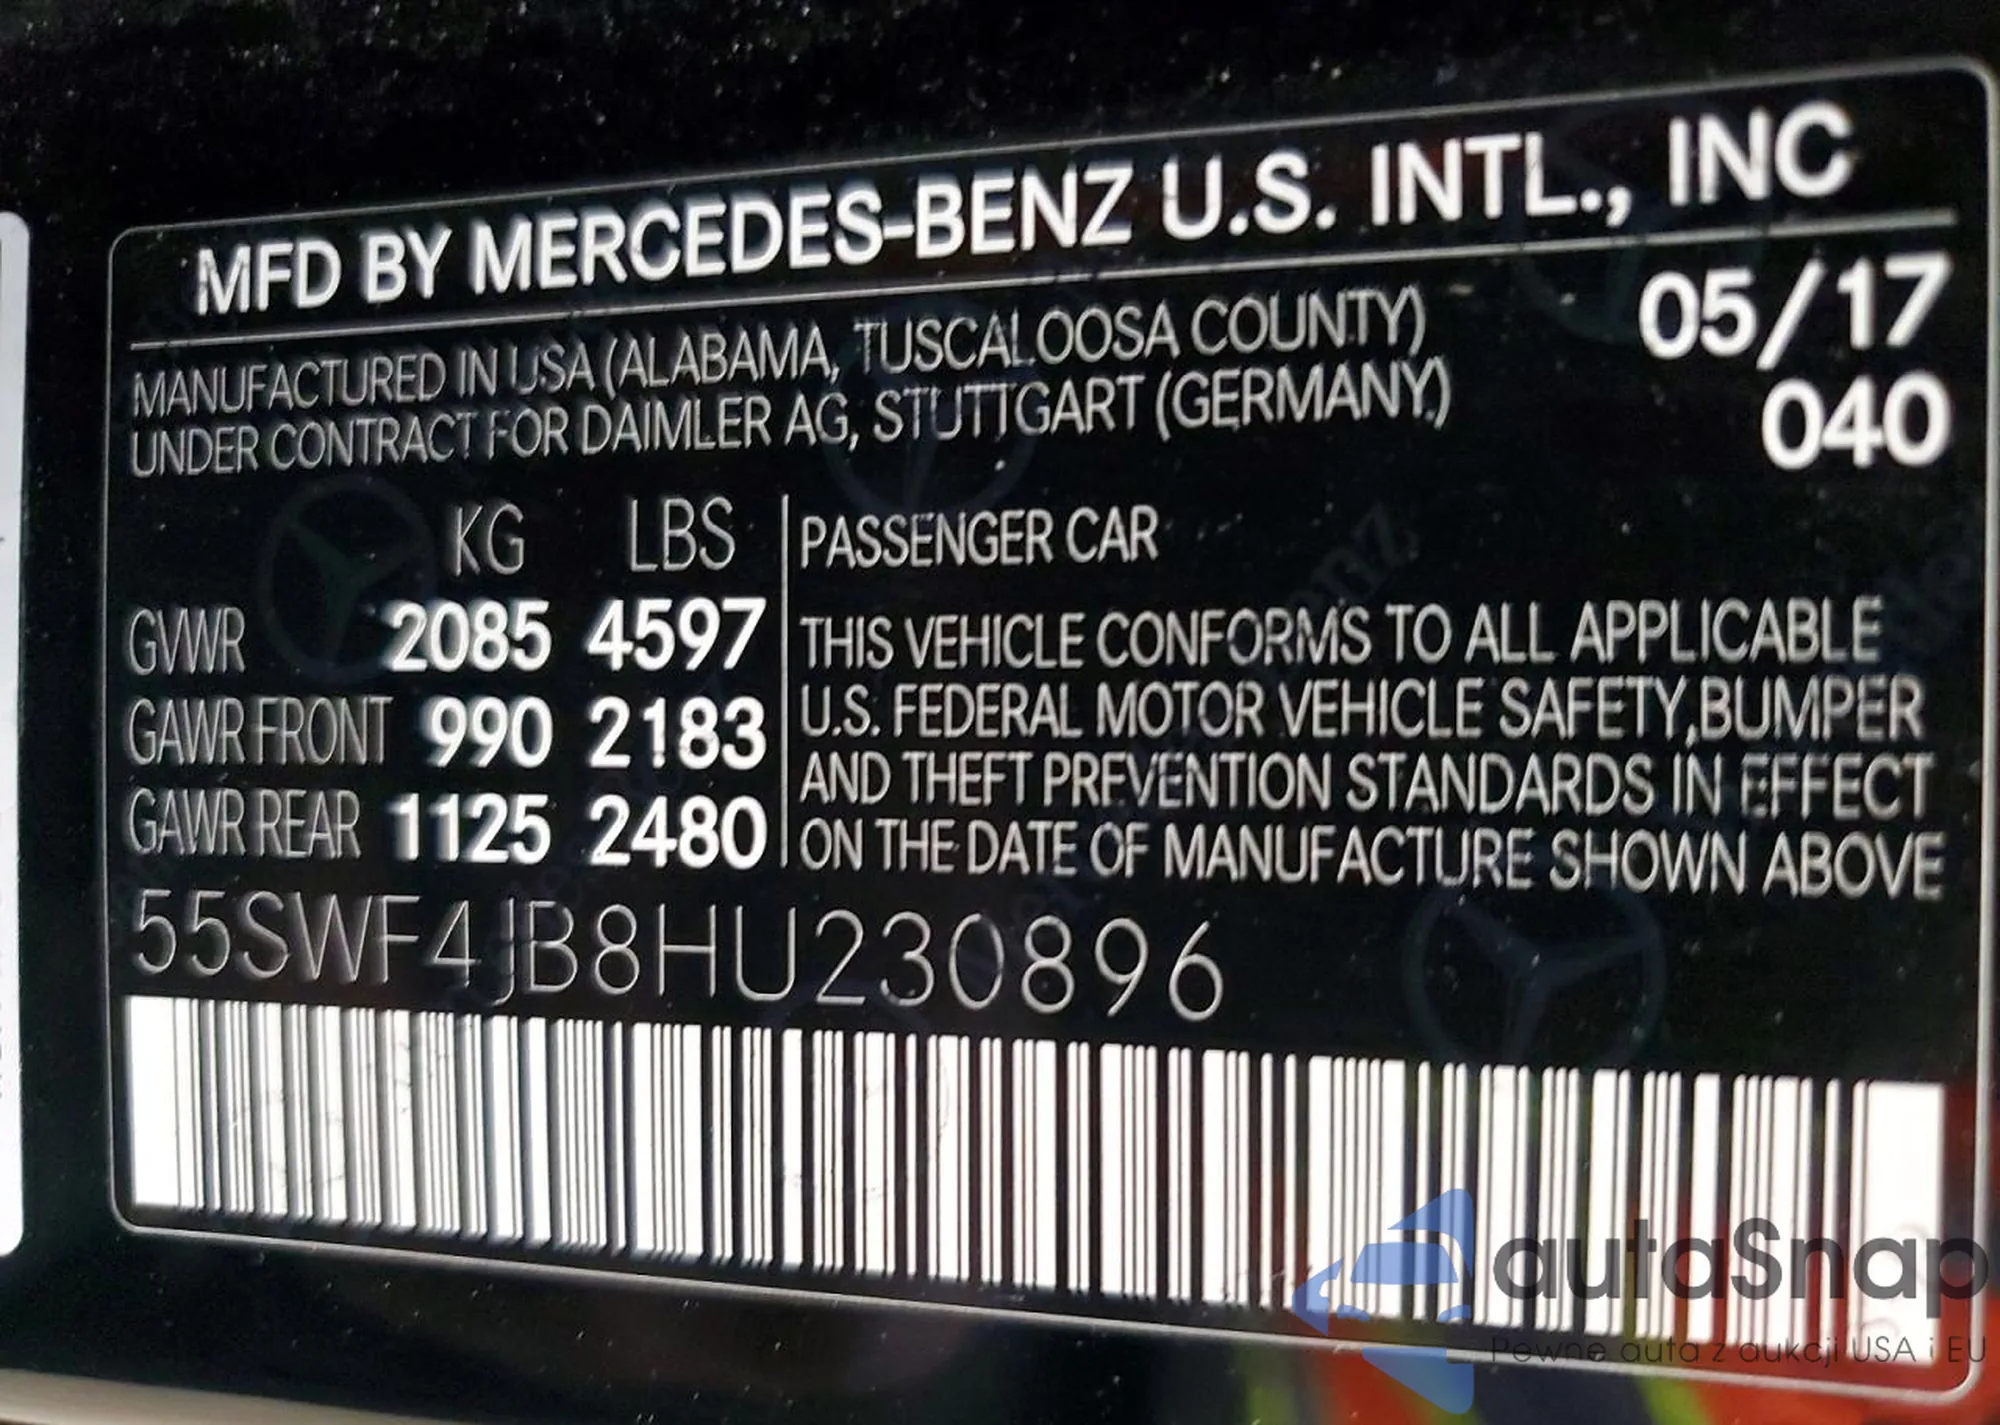 MFD BY MERCEDES-BENZ U.S. INTL., INC
MANUFACTURED IN USA (ALABAMA, TUSCALOOSA COUNTY)
UNDER CONTRACT FOR DAIMLER AG, STUTTGART (GERMANY)
05/17
040
KG LBS
GVWR 2085 4597
GAWR FRONT 990 2183
GAWR REAR 1125 2480
PASSENGER CAR
THIS VEHICLE CONFORMS TO ALL APPLICABLE
U.S. FEDERAL MOTOR VEHICLE SAFETY,BUMPER
AND THEFT PREVENTION STANDARDS IN EFFECT
ON THE DATE OF MANUFACTURE SHOWN ABOVE
55SWF4JB8HU230896
autaSnap
Pewne auta z aukcji USA i EU